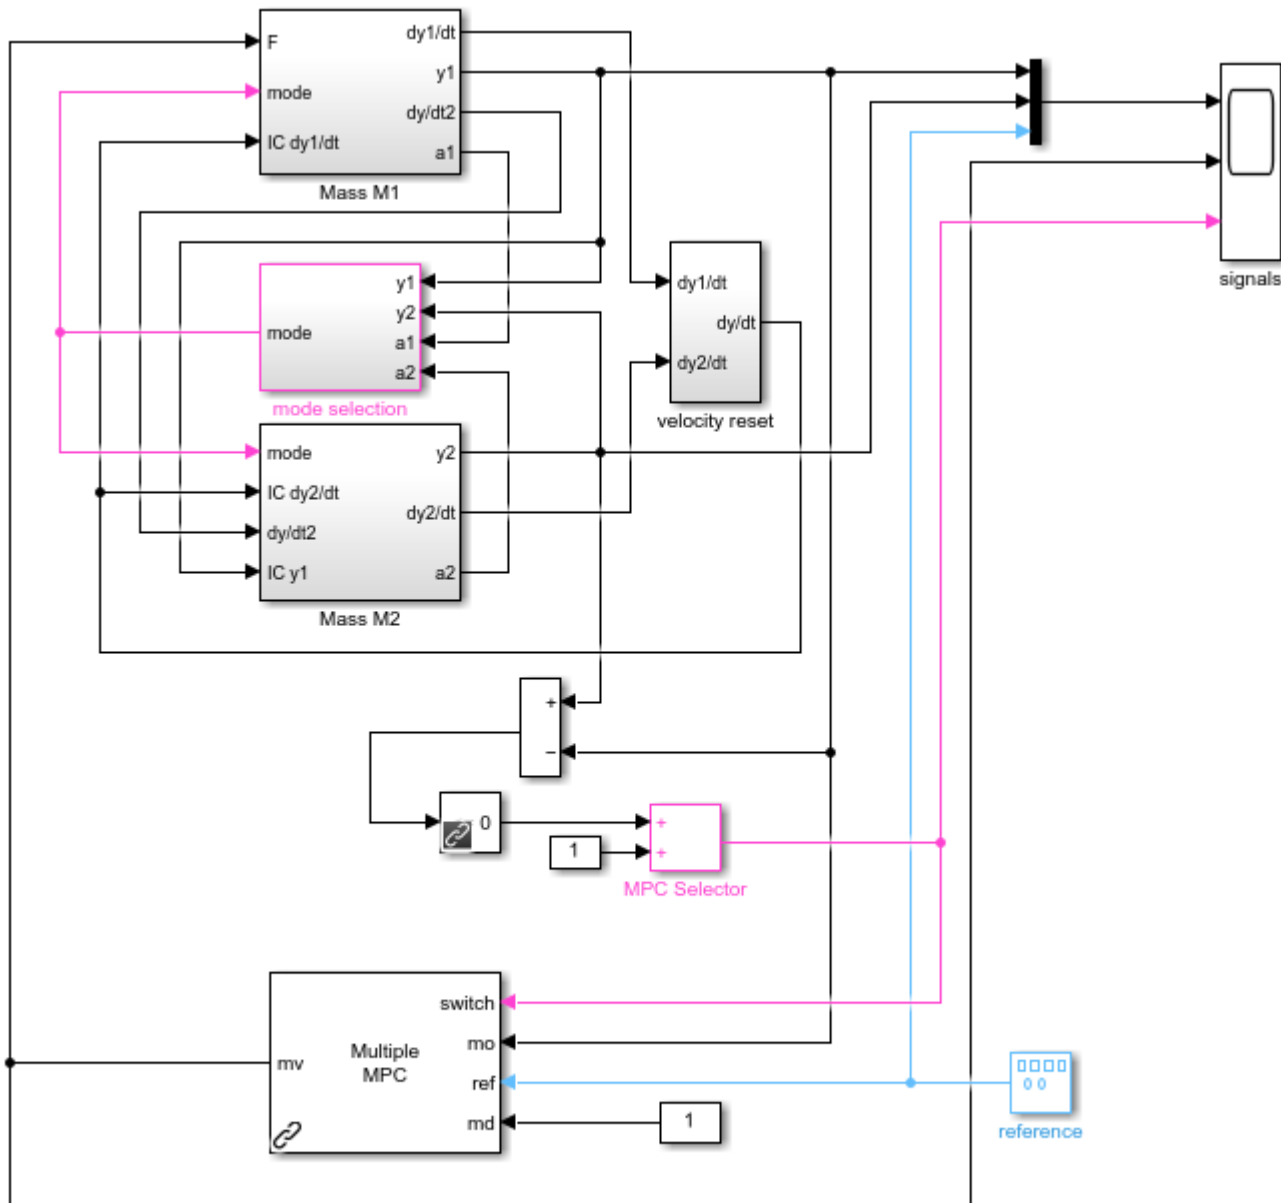 F
mode
IC dy1/dt
dy1/dt
y1
dy/dt2
a1
Mass M1
mode
y1
y2
a1
a2
mode selection
dy1/dt
dy2/dt
dy/dt
velocity reset
signals
mode
IC dy2/dt
dy/dt2
IC y1
y2
dy2/dt
a2
Mass M2
+
−
0
1
+
+
MPC Selector
mv
Multiple
MPC
switch
mo
ref
md
1
reference